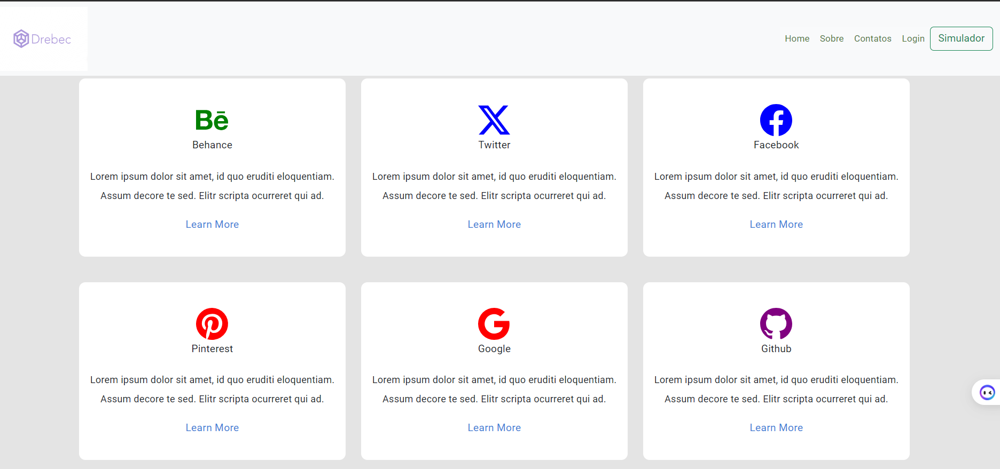 Drebec
Home Sobre Contatos Login Simulador
Bē
Behance
Lorem ipsum dolor sit amet, id quo eruditi eloquentiam.
Assum decore te sed. Elitr scripta ocurreret qui ad.
Learn More
Twitter
Lorem ipsum dolor sit amet, id quo eruditi eloquentiam.
Assum decore te sed. Elitr scripta ocurreret qui ad.
Learn More
Facebook
Lorem ipsum dolor sit amet, id quo eruditi eloquentiam.
Assum decore te sed. Elitr scripta ocurreret qui ad.
Learn More
Pinterest
Lorem ipsum dolor sit amet, id quo eruditi eloquentiam.
Assum decore te sed. Elitr scripta ocurreret qui ad.
Learn More
Google
Lorem ipsum dolor sit amet, id quo eruditi eloquentiam.
Assum decore te sed. Elitr scripta ocurreret qui ad.
Learn More
Github
Lorem ipsum dolor sit amet, id quo eruditi eloquentiam.
Assum decore te sed. Elitr scripta ocurreret qui ad.
Learn More